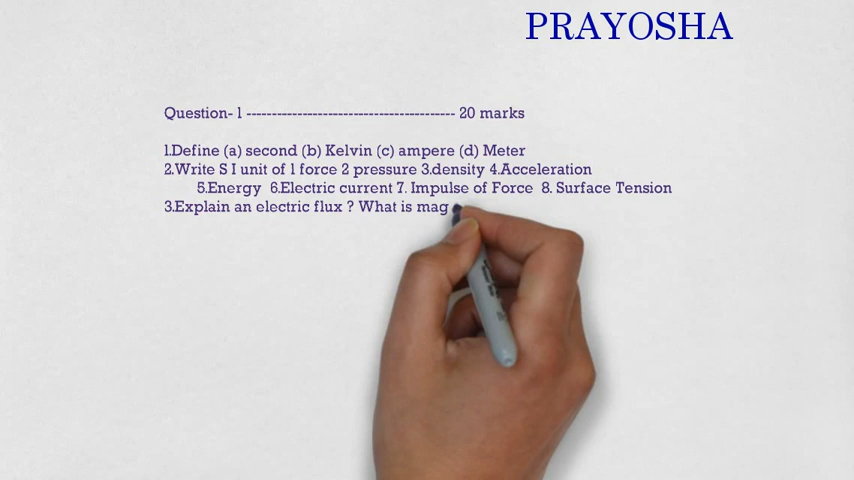 PRAYOSHA
Question- 1 ----------------------------------------- 20 marks
1.Define (a) second (b) Kelvin (c) ampere (d) Meter
2.Write S I unit of 1 force 2 pressure 3.density 4.Acceleration
5.Energy 6.Electric current 7. Impulse of Force 8. Surface Tension
3.Explain an electric flux ? What is mag